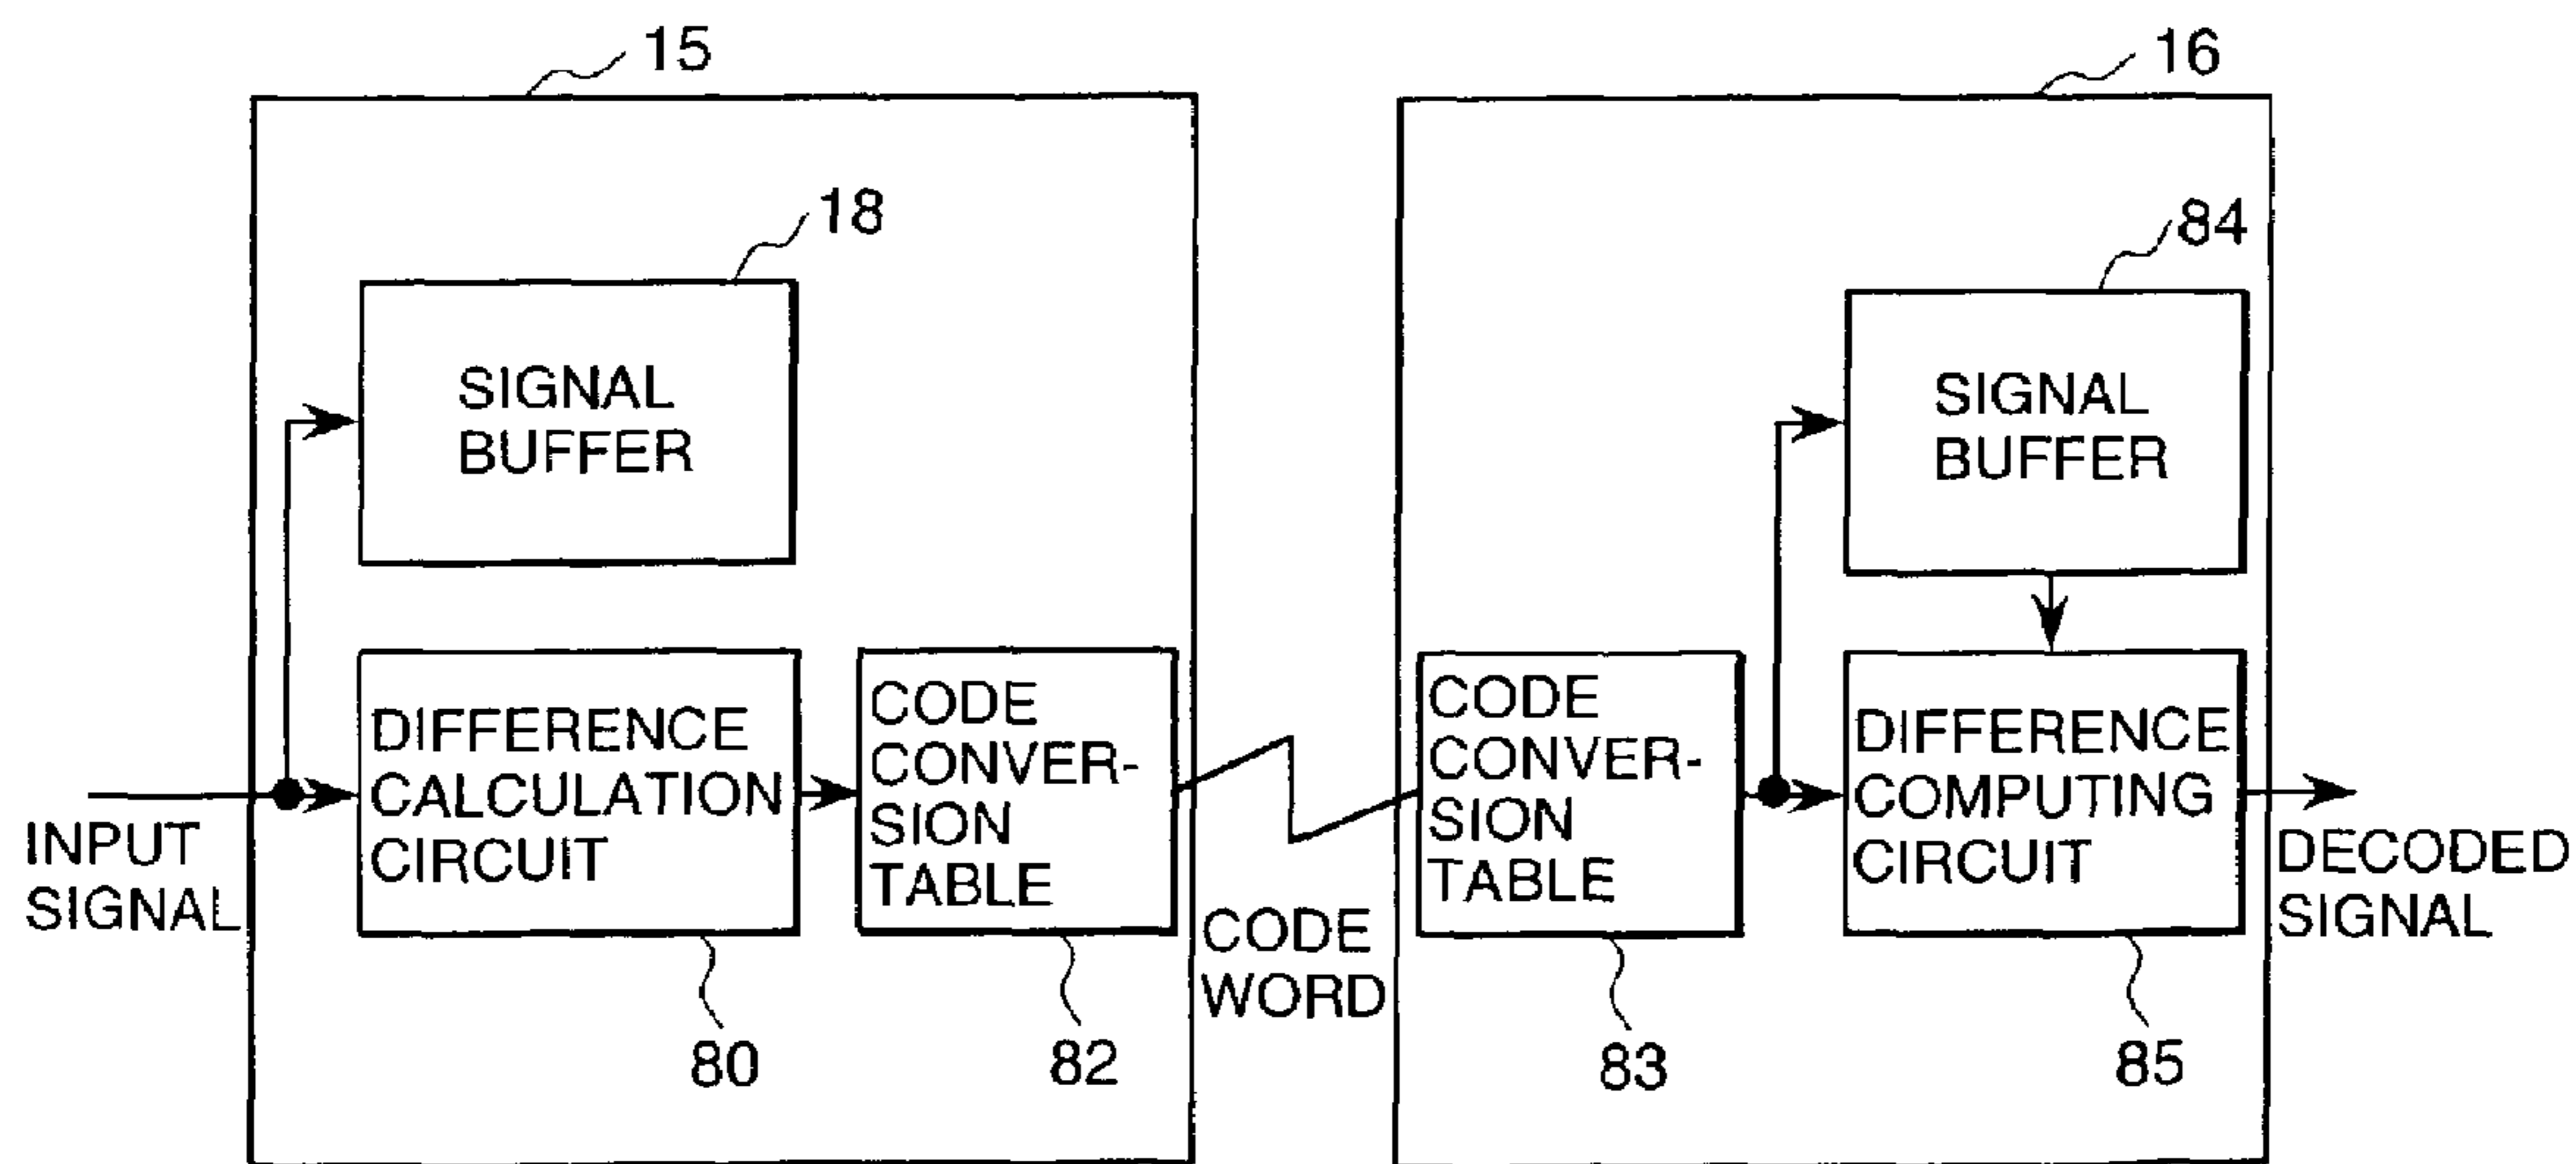 15
16
18
84
SIGNAL
BUFFER
SIGNAL
BUFFER
DIFFERENCE
CALCULATION
CIRCUIT
CODE
CONVER-
SION
TABLE
CODE
CONVER-
SION
TABLE
DIFFERENCE
COMPUTING
CIRCUIT
INPUT
SIGNAL
CODE
WORD
DECODED
SIGNAL
80
82
83
85